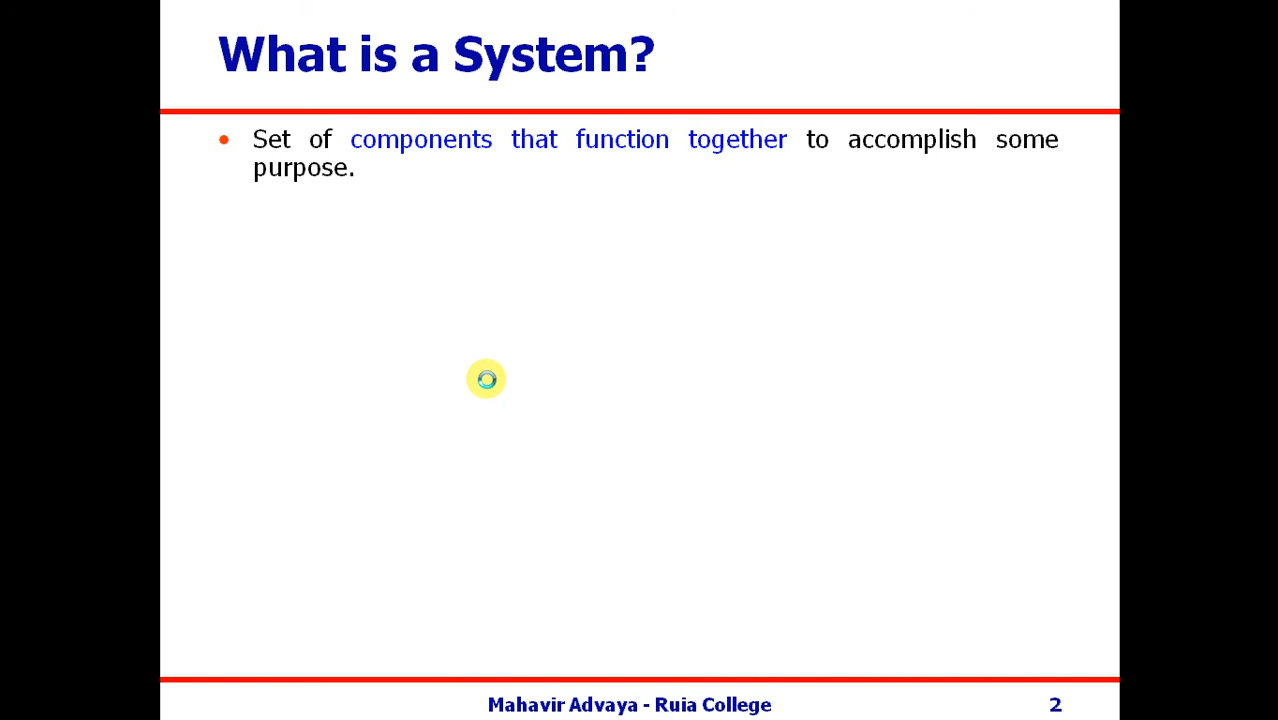 What is a System?
• Set of components that function together to accomplish some
purpose.
Mahavir Advaya - Ruia College
2